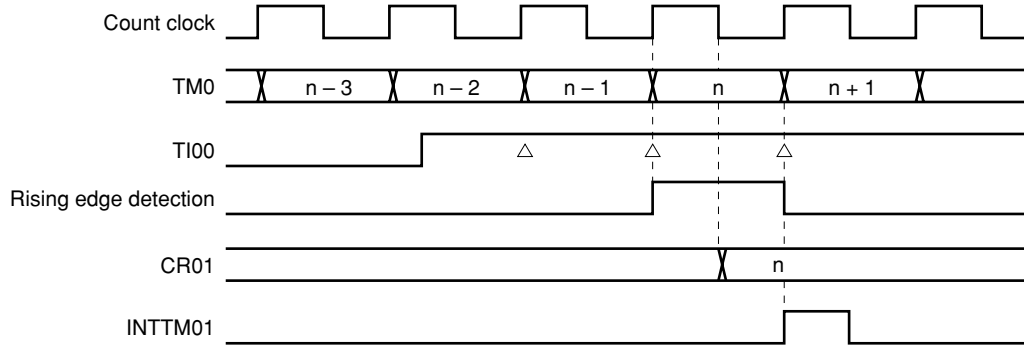 Count clock
TM0 n – 3 n – 2 n – 1 n n + 1
TI00
Rising edge detection
CR01 n
INTTM01